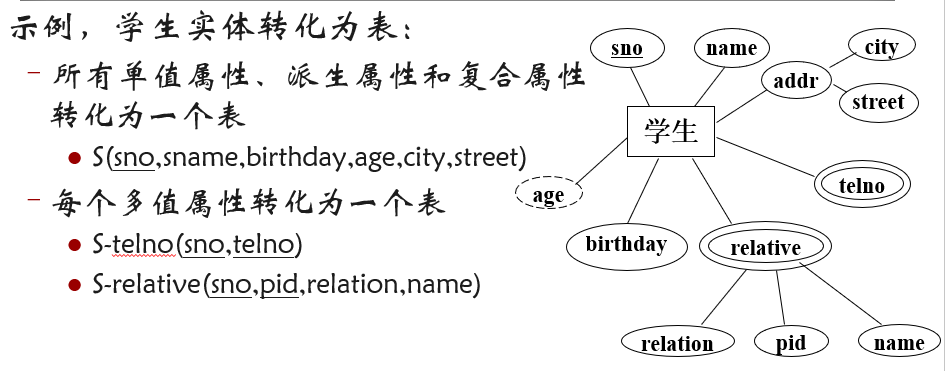 示例，学生实体转化为表：
– 所有单值属性、派生属性和复合属性
转化为一个表
● S(sno,sname,birthday,age,city,street)
– 每个多值属性转化为一个表
● S-telno(sno,telno)
● S-relative(sno,pid,relation,name)
sno
name
city
addr
street
学生
telno
age
birthday
relative
relation
pid
name